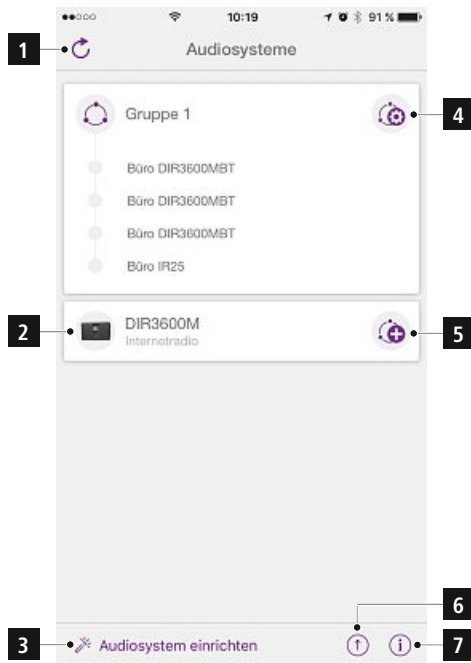 10:19
91 %
1
Audiosysteme
Gruppe 1
4
Büro DIR3600MBT
Büro DIR3600MBT
Büro DIR3600MBT
Büro IR25
2
DIR3600M
Internetradio
5
6
3
Audiosystem einrichten
7